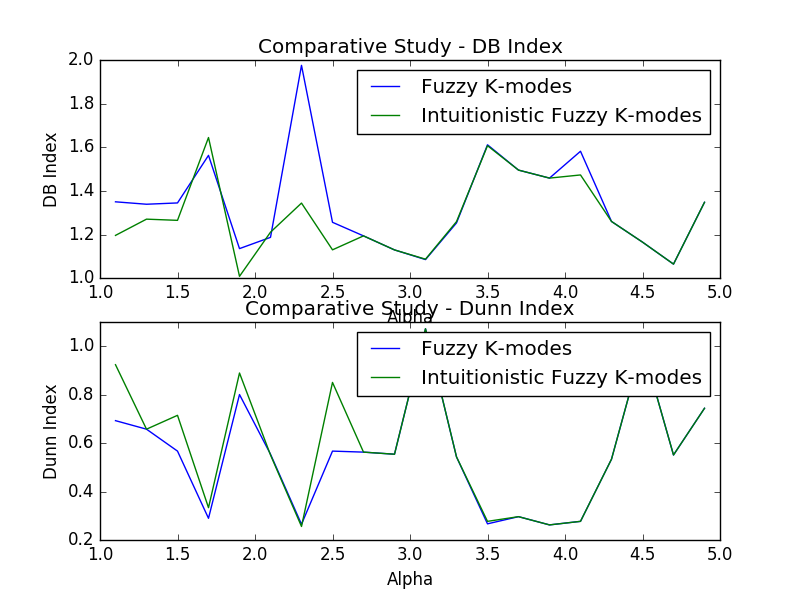 Comparative Study - DB Index
2.0
1.8
1.6
1.4
1.2
1.0
DB Index
Fuzzy K-modes
Intuitionistic Fuzzy K-modes
1.0 1.5 2.0 2.5 3.0 3.5 4.0 4.5 5.0
Alpha
Comparative Study - Dunn Index
1.0
0.8
0.6
0.4
0.2
Dunn Index
Fuzzy K-modes
Intuitionistic Fuzzy K-modes
1.0 1.5 2.0 2.5 3.0 3.5 4.0 4.5 5.0
Alpha